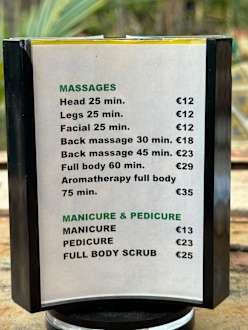 MASSAGES
Head 25 min. €12
Legs 25 min. €12
Facial 25 min. €12
Back massage 30 min. €18
Back massage 45 min. €23
Full body 60 min. €29
Aromatherapy full body
75 min. €35
MANICURE & PEDICURE
MANICURE €13
PEDICURE €23
FULL BODY SCRUB €25